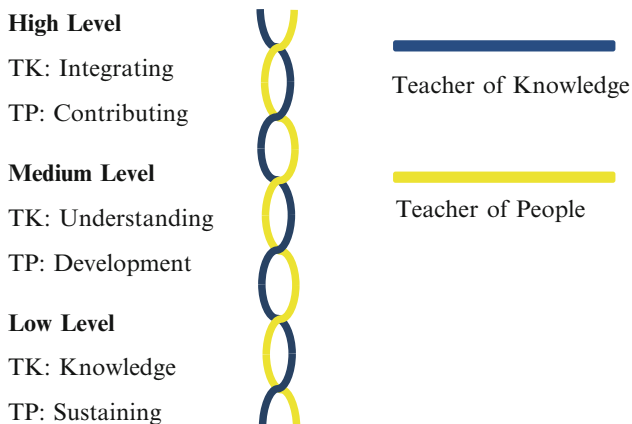 High Level
TK: Integrating
TP: Contributing
Medium Level
TK: Understanding
TP: Development
Low Level
TK: Knowledge
TP: Sustaining
Teacher of Knowledge
Teacher of People